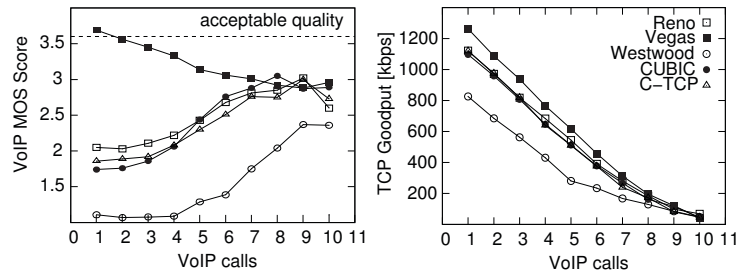 acceptable quality
VoIP MOS Score
4
3.5
3
2.5
2
1.5
0 1 2 3 4 5 6 7 8 9 10 11
VoIP calls
TCP Goodput [kbps]
1200
1000
800
600
400
200
Reno
Vegas
Westwood
CUBIC
C-TCP
0 1 2 3 4 5 6 7 8 9 10 11
VoIP calls